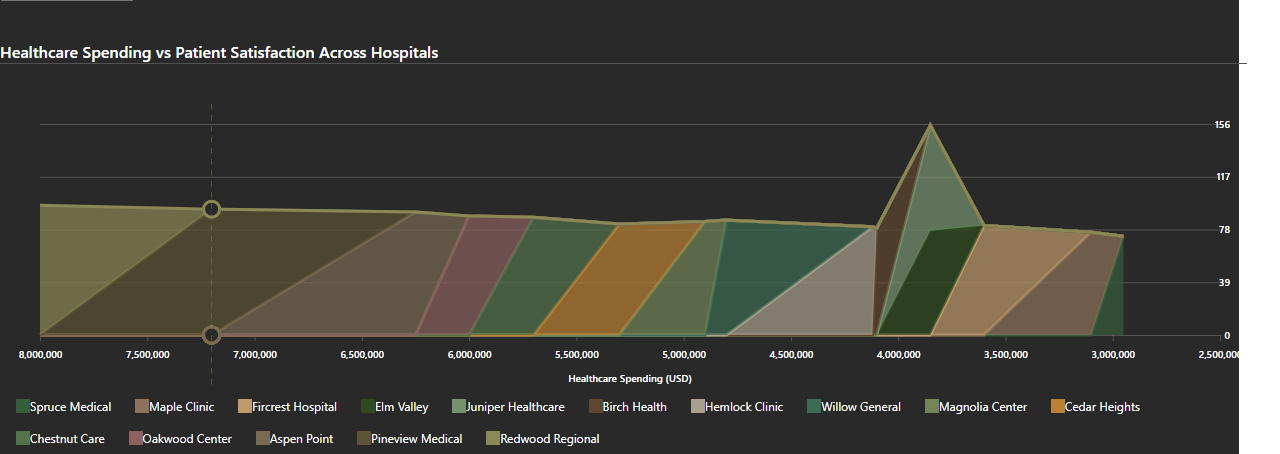 Healthcare Spending vs Patient Satisfaction Across Hospitals
156
117
78
39
0
8,000,000 7,500,000 7,000,000 6,500,000 6,000,000 5,500,000 5,000,000 4,500,000 4,000,000 3,500,000 3,000,000 2,500,000
Healthcare Spending (USD)
Spruce Medical Maple Clinic Fircrest Hospital Elm Valley Juniper Healthcare Birch Health Hemlock Clinic Willow General Magnolia Center Cedar Heights
Chestnut Care Oakwood Center Aspen Point Pineview Medical Redwood Regional